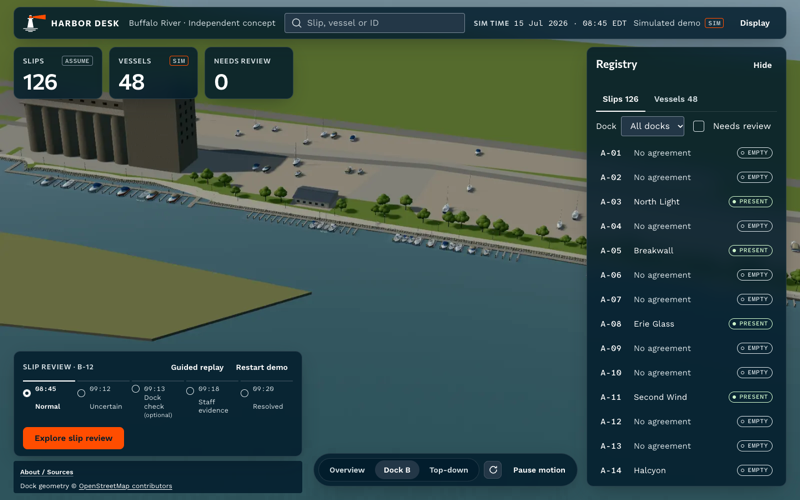 HARBOR DESK Buffalo River · Independent concept Slip, vessel or ID SIM TIME 15 Jul 2026 · 08:45 EDT Simulated demo SIM Display
SLIPS ASSUME
126
VESSELS SIM
48
NEEDS REVIEW
0
Registry Hide
Slips 126 Vessels 48
Dock All docks Needs review
A-01 No agreement EMPTY
A-02 No agreement EMPTY
A-03 North Light PRESENT
A-04 No agreement EMPTY
A-05 Breakwall PRESENT
A-06 No agreement EMPTY
A-07 No agreement EMPTY
A-08 Erie Glass PRESENT
A-09 No agreement EMPTY
A-10 No agreement EMPTY
A-11 Second Wind PRESENT
A-12 No agreement EMPTY
A-13 No agreement EMPTY
A-14 Halcyon EMPTY
SLIP REVIEW · B-12 Guided replay Restart demo
08:45
Normal
09:12
Uncertain
09:13
Dock
check
(optional)
09:18
Staff
evidence
09:20
Resolved
Explore slip review
About / Sources
Dock geometry © OpenStreetMap contributors
Overview Dock B Top-down Pause motion